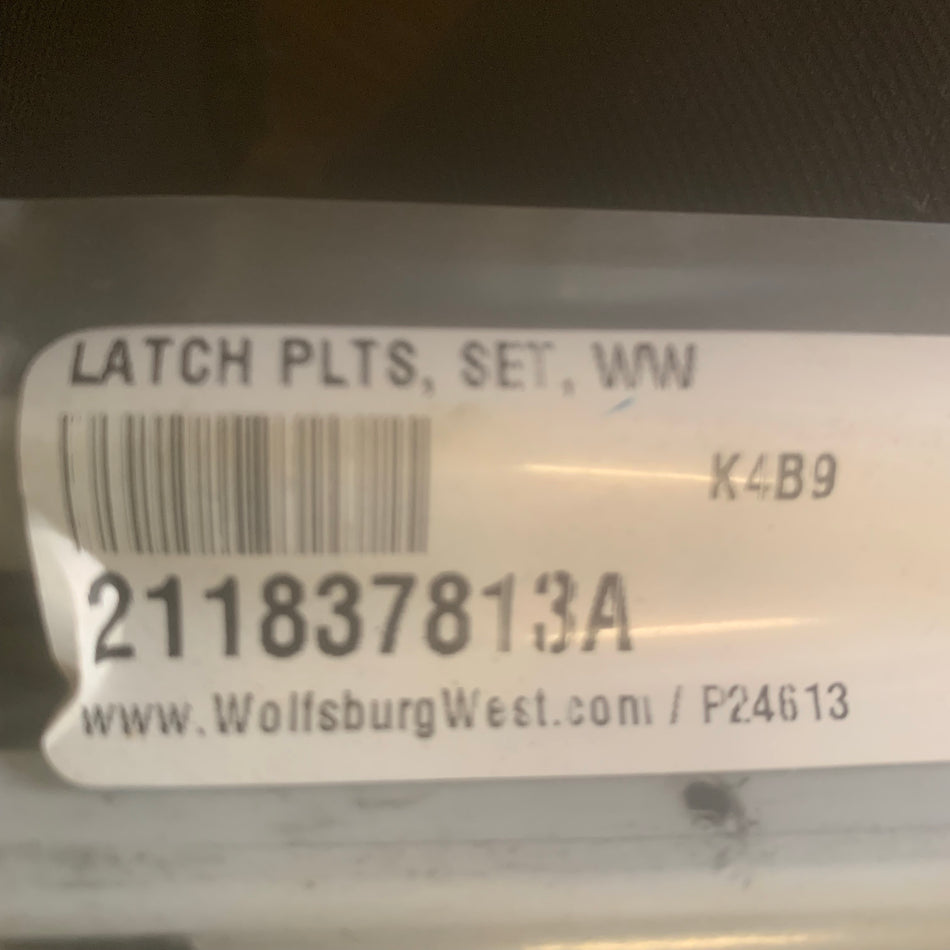 LATCH PLTS, SET, WW
K4B9
211837813A
www.WolfsburgWest.com / P24613